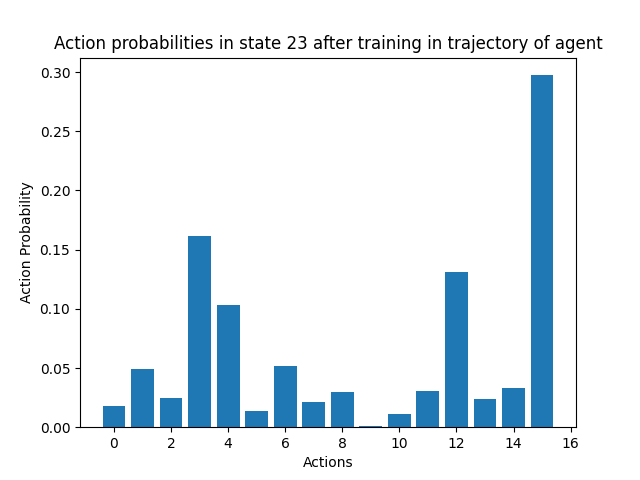 Action probabilities in state 23 after training in trajectory of agent
0.30
0.25
0.20
0.15
0.10
0.05
0.00
Action Probability
0 2 4 6 8 10 12 14 16
Actions